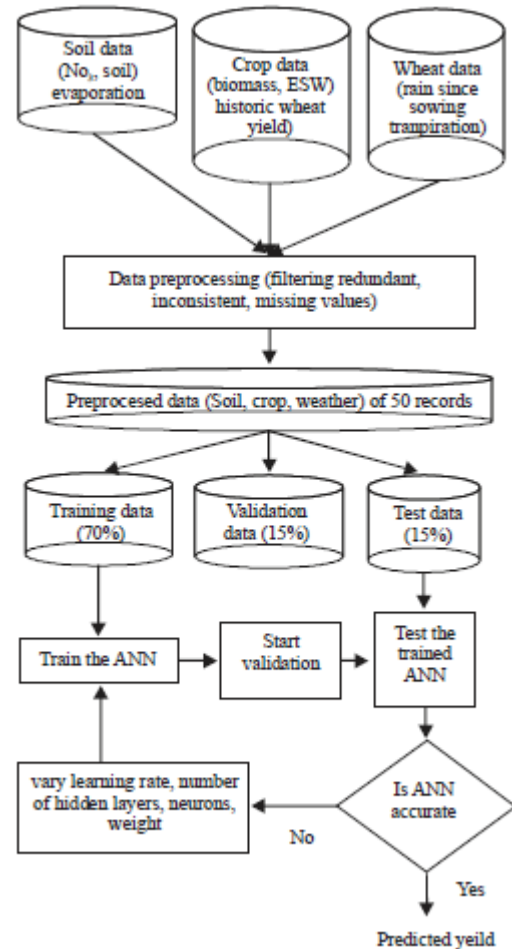 Soil data
(No₃, soil)
evaporation
Crop data
(biomass, ESW)
historic wheat
yield)
Wheat data
(rain since
sowing
tranpiration)
Data preprocessing (filtering redundant,
inconsistent, missing values)
Preprocesed data (Soil, crop, weather) of 50 records
Training data
(70%)
Validation
data (15%)
Test data
(15%)
Train the ANN
Start
validation
Test the
trained
ANN
vary learning rate, number
of hidden layers, neurons,
weight
Is ANN
accurate
No
Yes
Predicted yeild